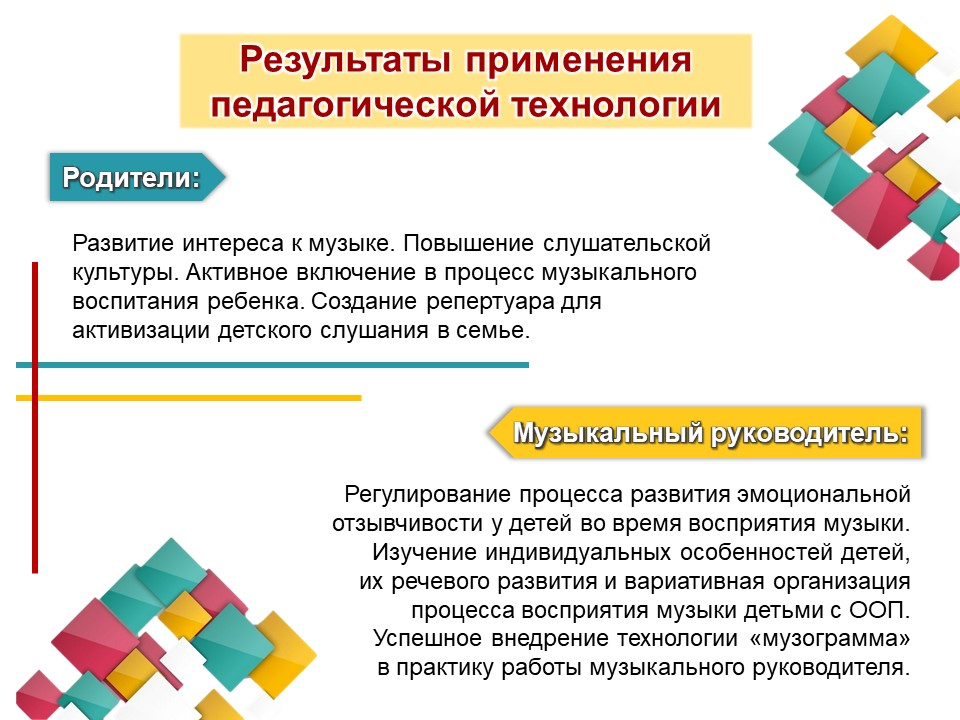 Результаты применения
педагогической технологии
Родители:
Развитие интереса к музыке. Повышение слушательской
культуры. Активное включение в процесс музыкального
воспитания ребенка. Создание репертуара для
активизации детского слушания в семье.
Музыкальный руководитель:
Регулирование процесса развития эмоциональной
отзывчивости у детей во время восприятия музыки.
Изучение индивидуальных особенностей детей,
их речевого развития и вариативная организация
процесса восприятия музыки детьми с ООП.
Успешное внедрение технологии «музограмма»
в практику работы музыкального руководителя.